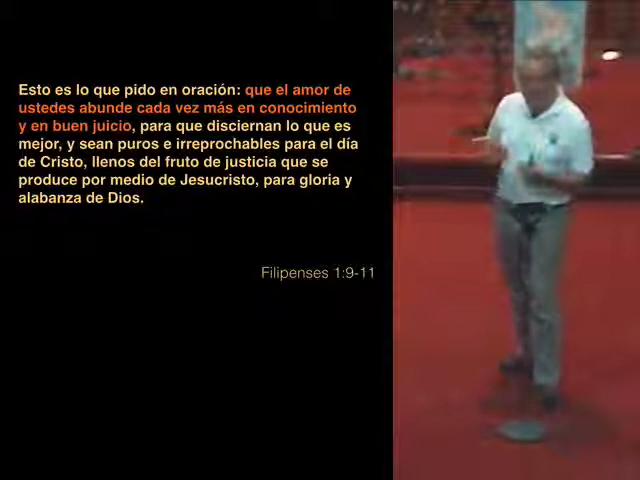 Esto es lo que pido en oración: que el amor de
ustedes abunde cada vez más en conocimiento
y en buen juicio, para que disciernan lo que es
mejor, y sean puros e irreprochables para el día
de Cristo, llenos del fruto de justicia que se
produce por medio de Jesucristo, para gloria y
alabanza de Dios.
Filipenses 1:9-11